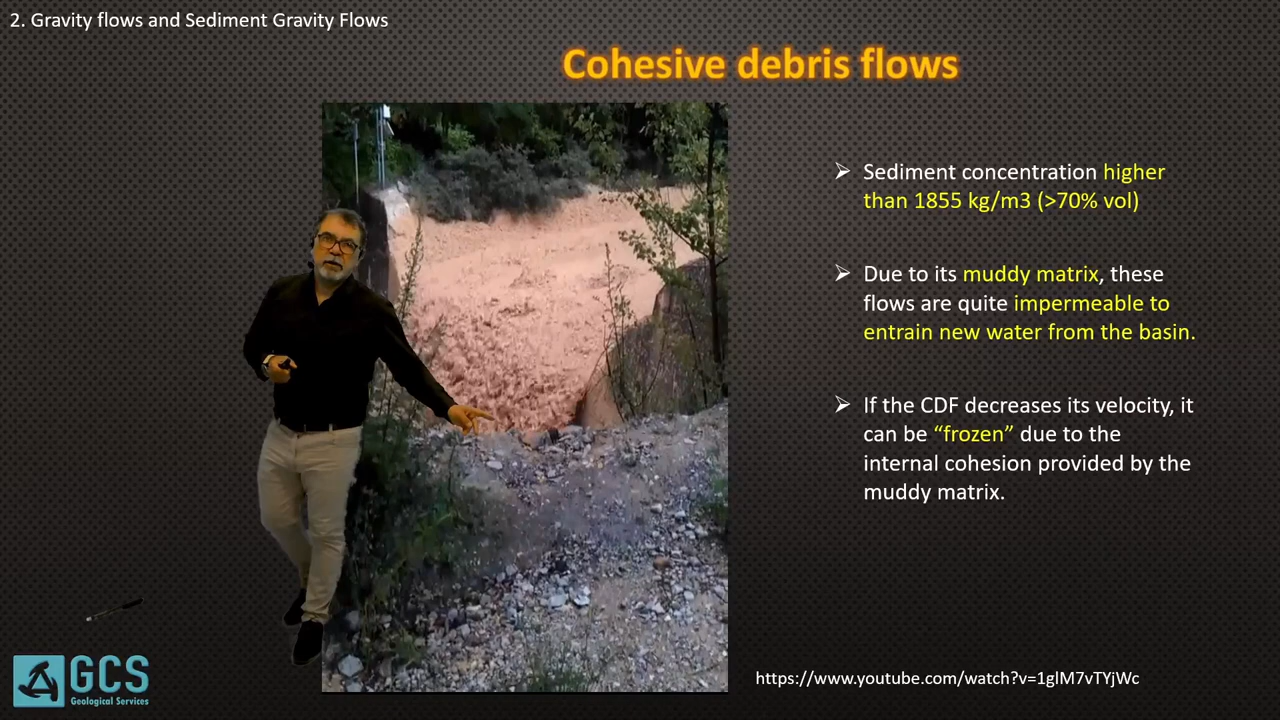 2. Gravity flows and Sediment Gravity Flows
Cohesive debris flows
➢ Sediment concentration higher
than 1855 kg/m3 (>70% vol)
➢ Due to its muddy matrix, these
flows are quite impermeable to
entrain new water from the basin.
➢ If the CDF decreases its velocity, it
can be “frozen” due to the
internal cohesion provided by the
muddy matrix.
GCS
Geological Services
https://www.youtube.com/watch?v=1glM7vTYjWc